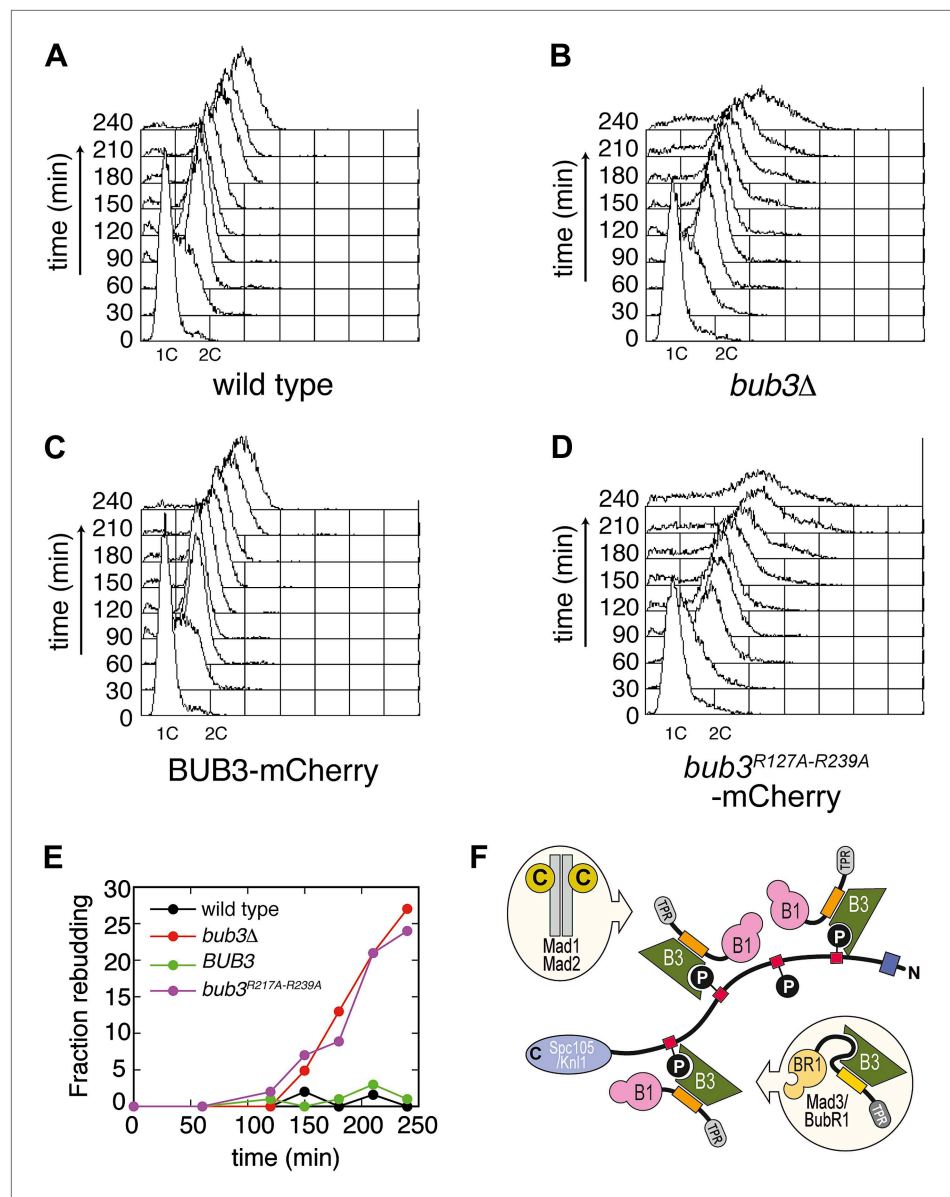 A
time (min)
240
210
180
150
120
90
60
30
0
1C 2C
wild type
B
time (min)
240
210
180
150
120
90
60
30
0
1C 2C
bub3Δ
C
time (min)
240
210
180
150
120
90
60
30
0
1C 2C
BUB3-mCherry
D
time (min)
240
210
180
150
120
90
60
30
0
1C 2C
bub3R127A-R239A
-mCherry
E
Fraction rebudding
30
25
20
15
10
5
0
wild type
bub3Δ
BUB3
bub3R217A-R239A
0 50 100 150 200 250
time (min)
F
C C
Mad1
Mad2
TPR
B3
B1
P
B1
TPR
B3
P
P
N
C
Spc105
/Knl1
P
B1
B3
TPR
BR1
B3
Mad3/
BubR1
TPR